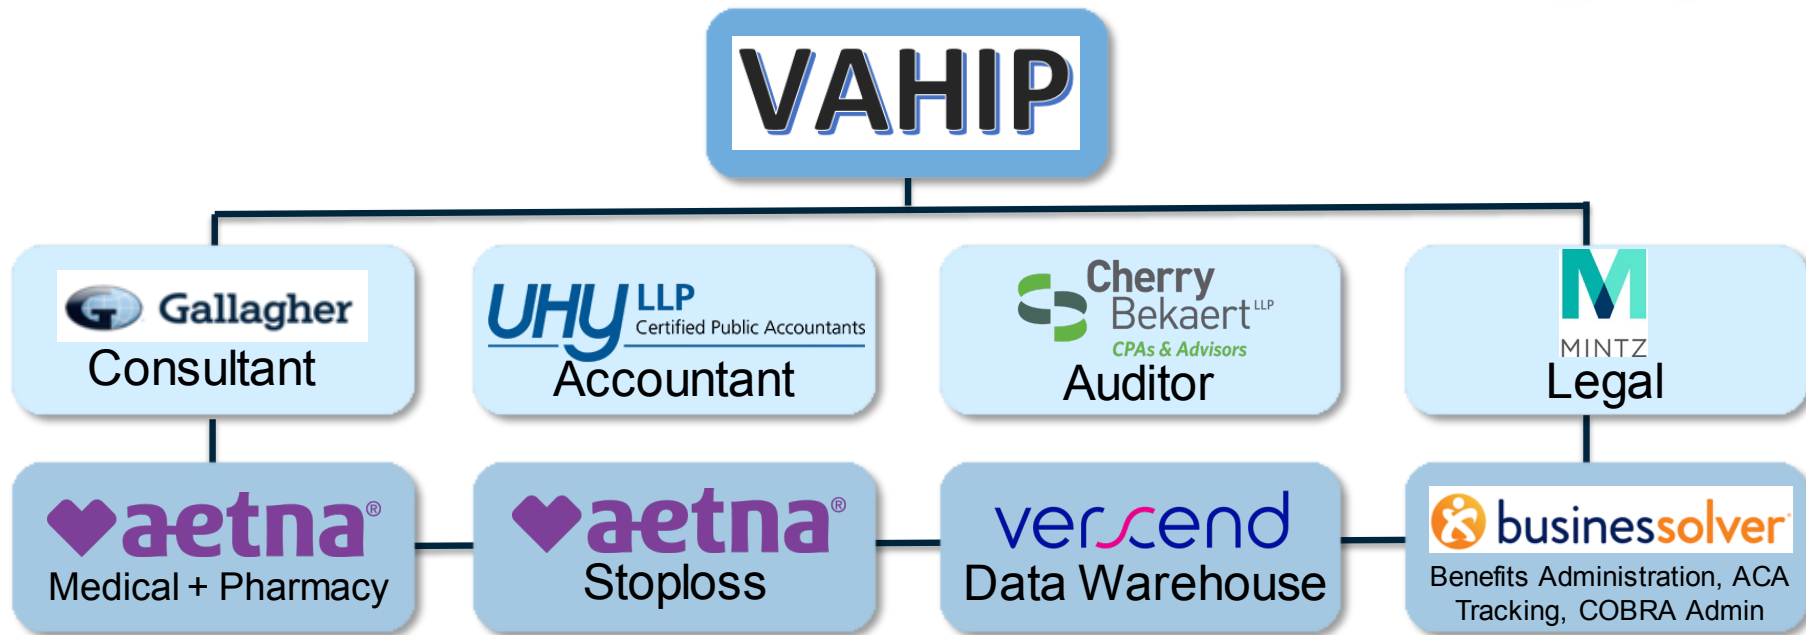 VAHIP
Gallagher
Consultant
UHY LLP
Certified Public Accountants
Accountant
Cherry
Bekaert LLP
CPAs & Advisors
Auditor
M
MINTZ
Legal
aetna®
Medical + Pharmacy
aetna®
Stoploss
verscend
Data Warehouse
businessolver
Benefits Administration, ACA
Tracking, COBRA Admin